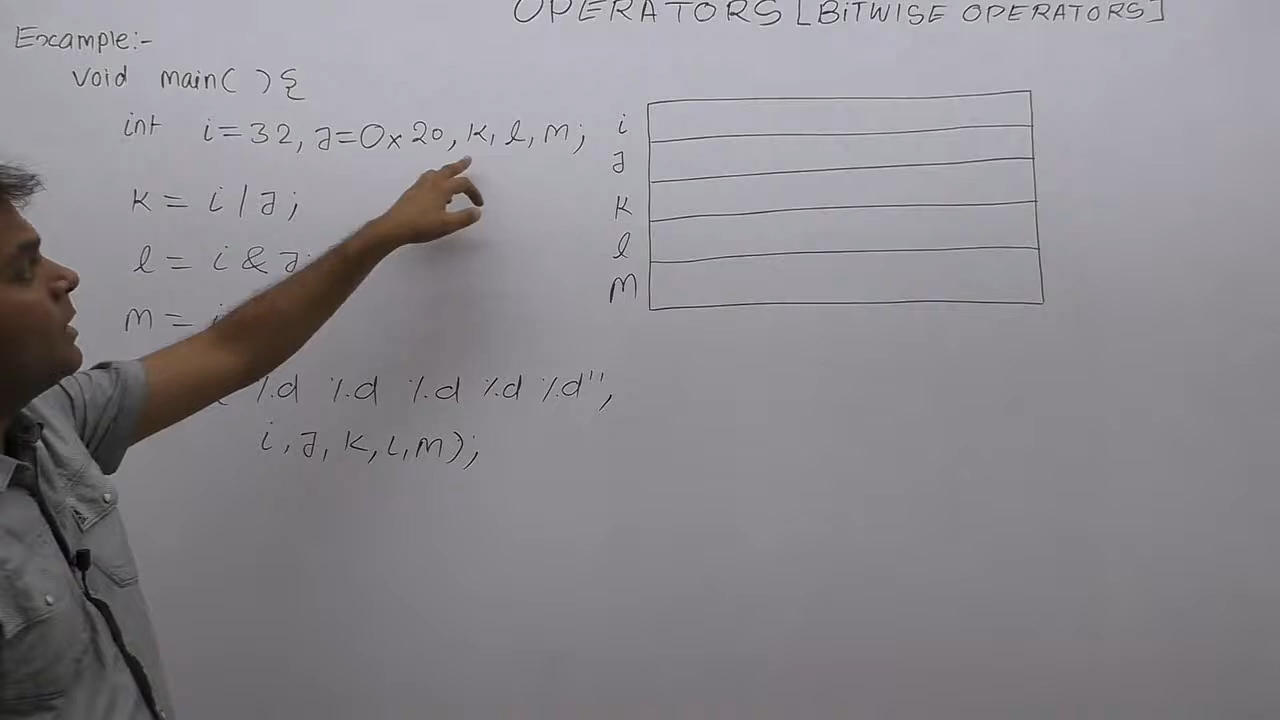 OPERATORS [BITWISE OPERATORS]
Example:-
void main( ){
int i=32, J=0x20, K, l, M;
K = i | J;
l = i & J;
M = i
%d %d %d %d %d",
i, J, K, L, M);
i
J
K
l
M